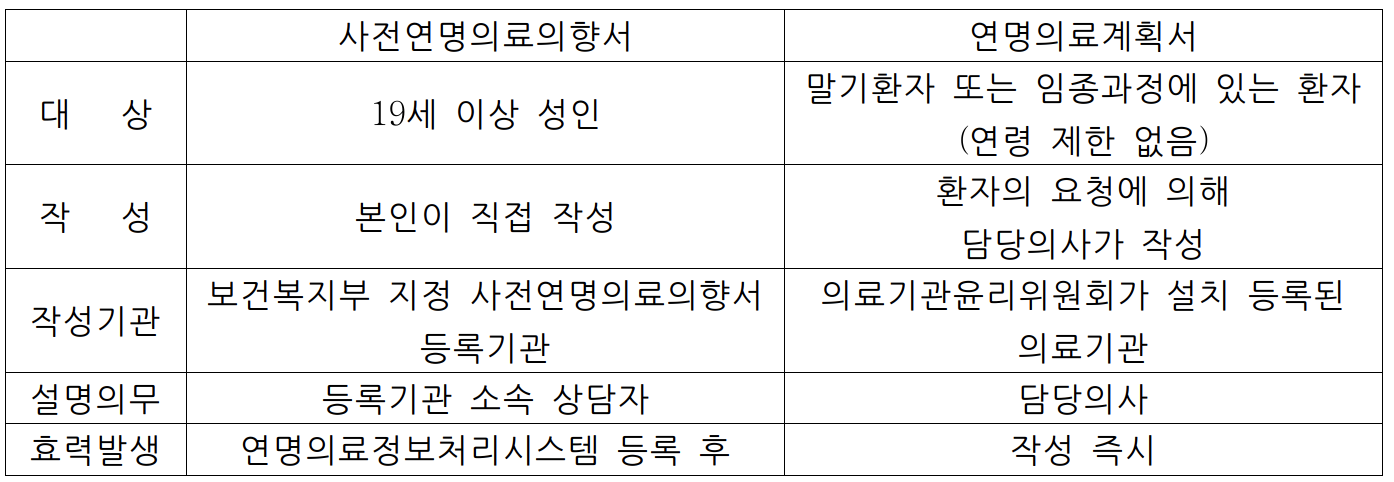 사전연명의료의향서 연명의료계획서
대 상 19세 이상 성인 말기환자 또는 임종과정에 있는 환자
(연령 제한 없음)
작 성 본인이 직접 작성 환자의 요청에 의해
담당의사가 작성
작성기관 보건복지부 지정 사전연명의료의향서
등록기관
의료기관윤리위원회가 설치 등록된
의료기관
설명의무 등록기관 소속 상담자 담당의사
효력발생 연명의료정보처리시스템 등록 후 작성 즉시